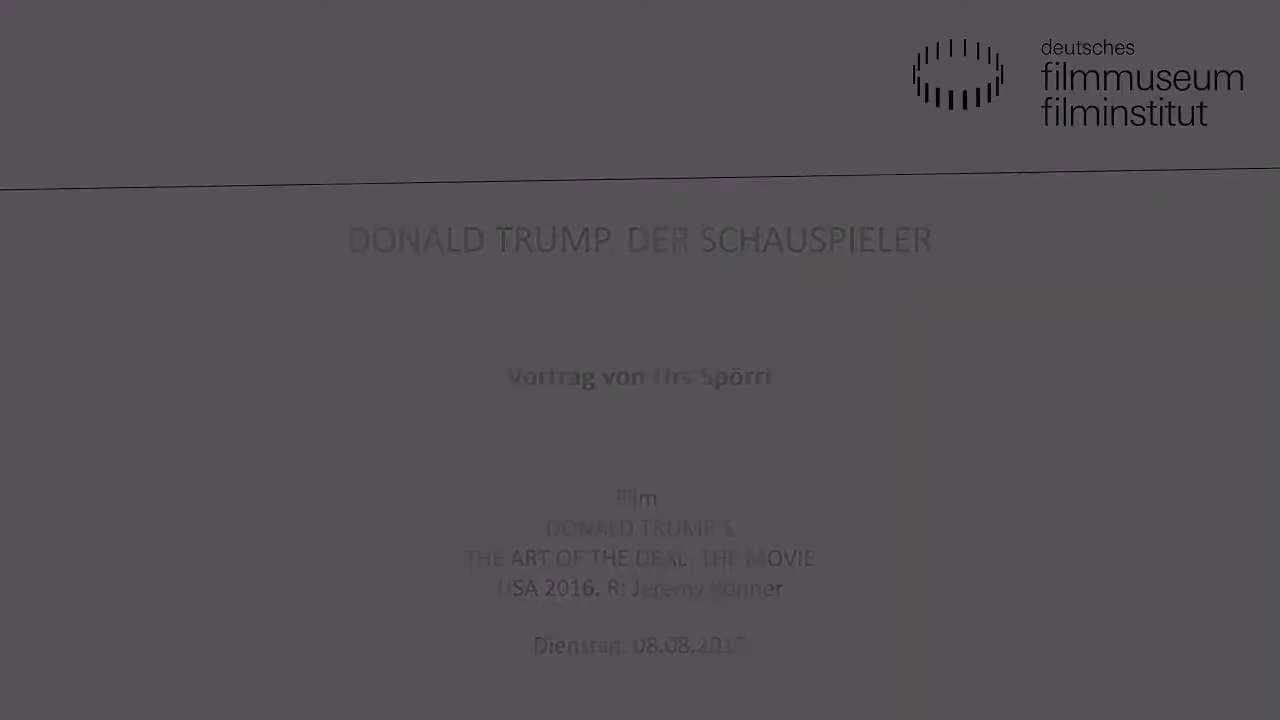 deutsches
filmmuseum
filminstitut
DONALD TRUMP, DER SCHAUSPIELER
Vortrag von Urs Spörri
Film
DONALD TRUMP'S
THE ART OF THE DEAL: THE MOVIE
USA 2016. R: Jeremy Konner
Dienstag, 08.08.2017